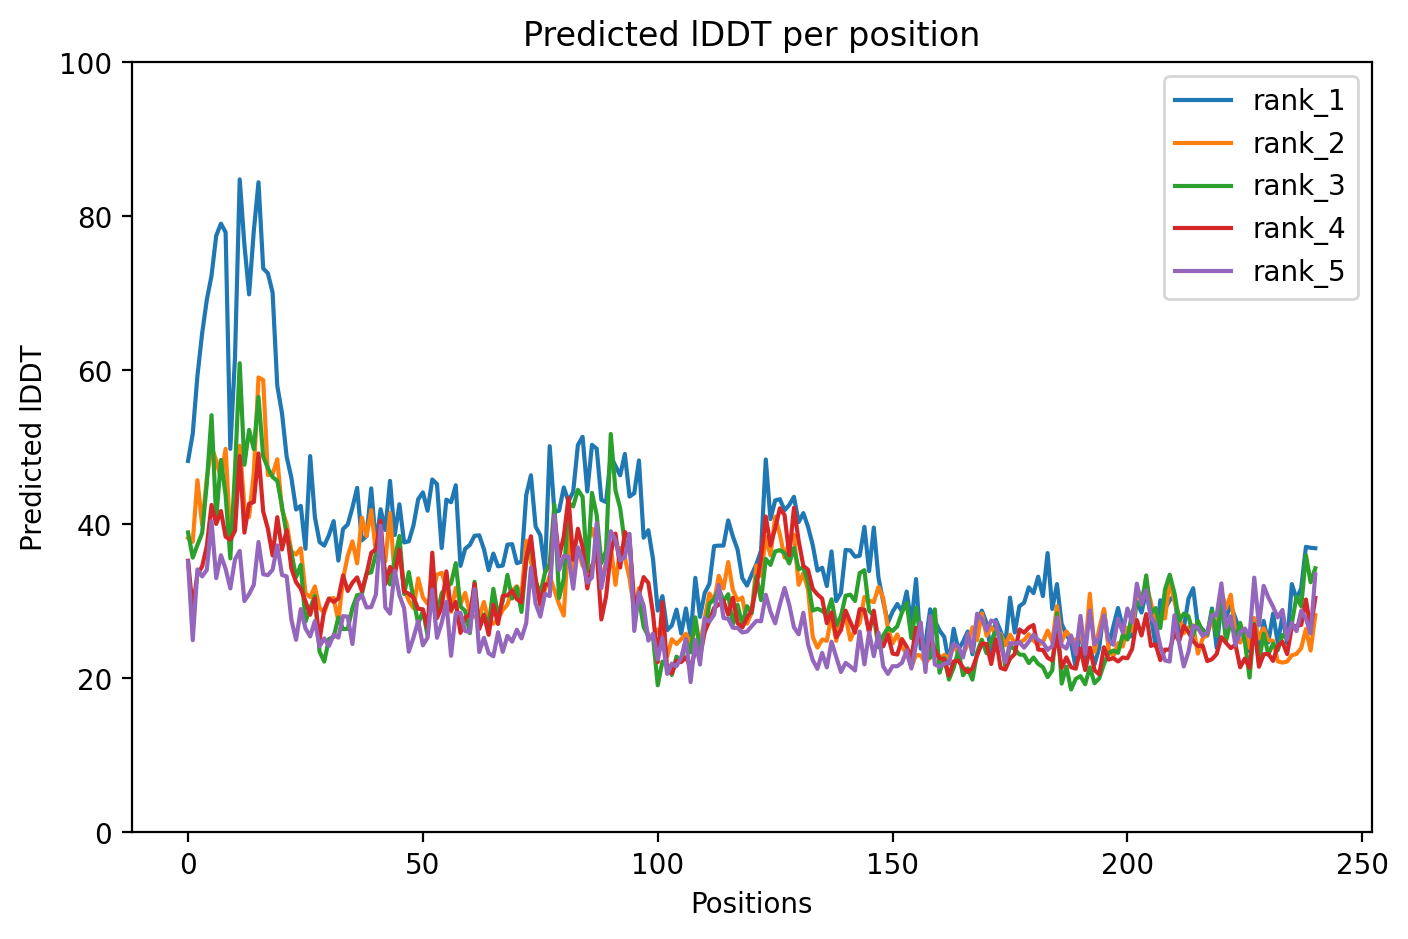 Predicted lDDT per position
100
80
60
40
20
0
Predicted lDDT
0 50 100 150 200 250
Positions
rank_1
rank_2
rank_3
rank_4
rank_5